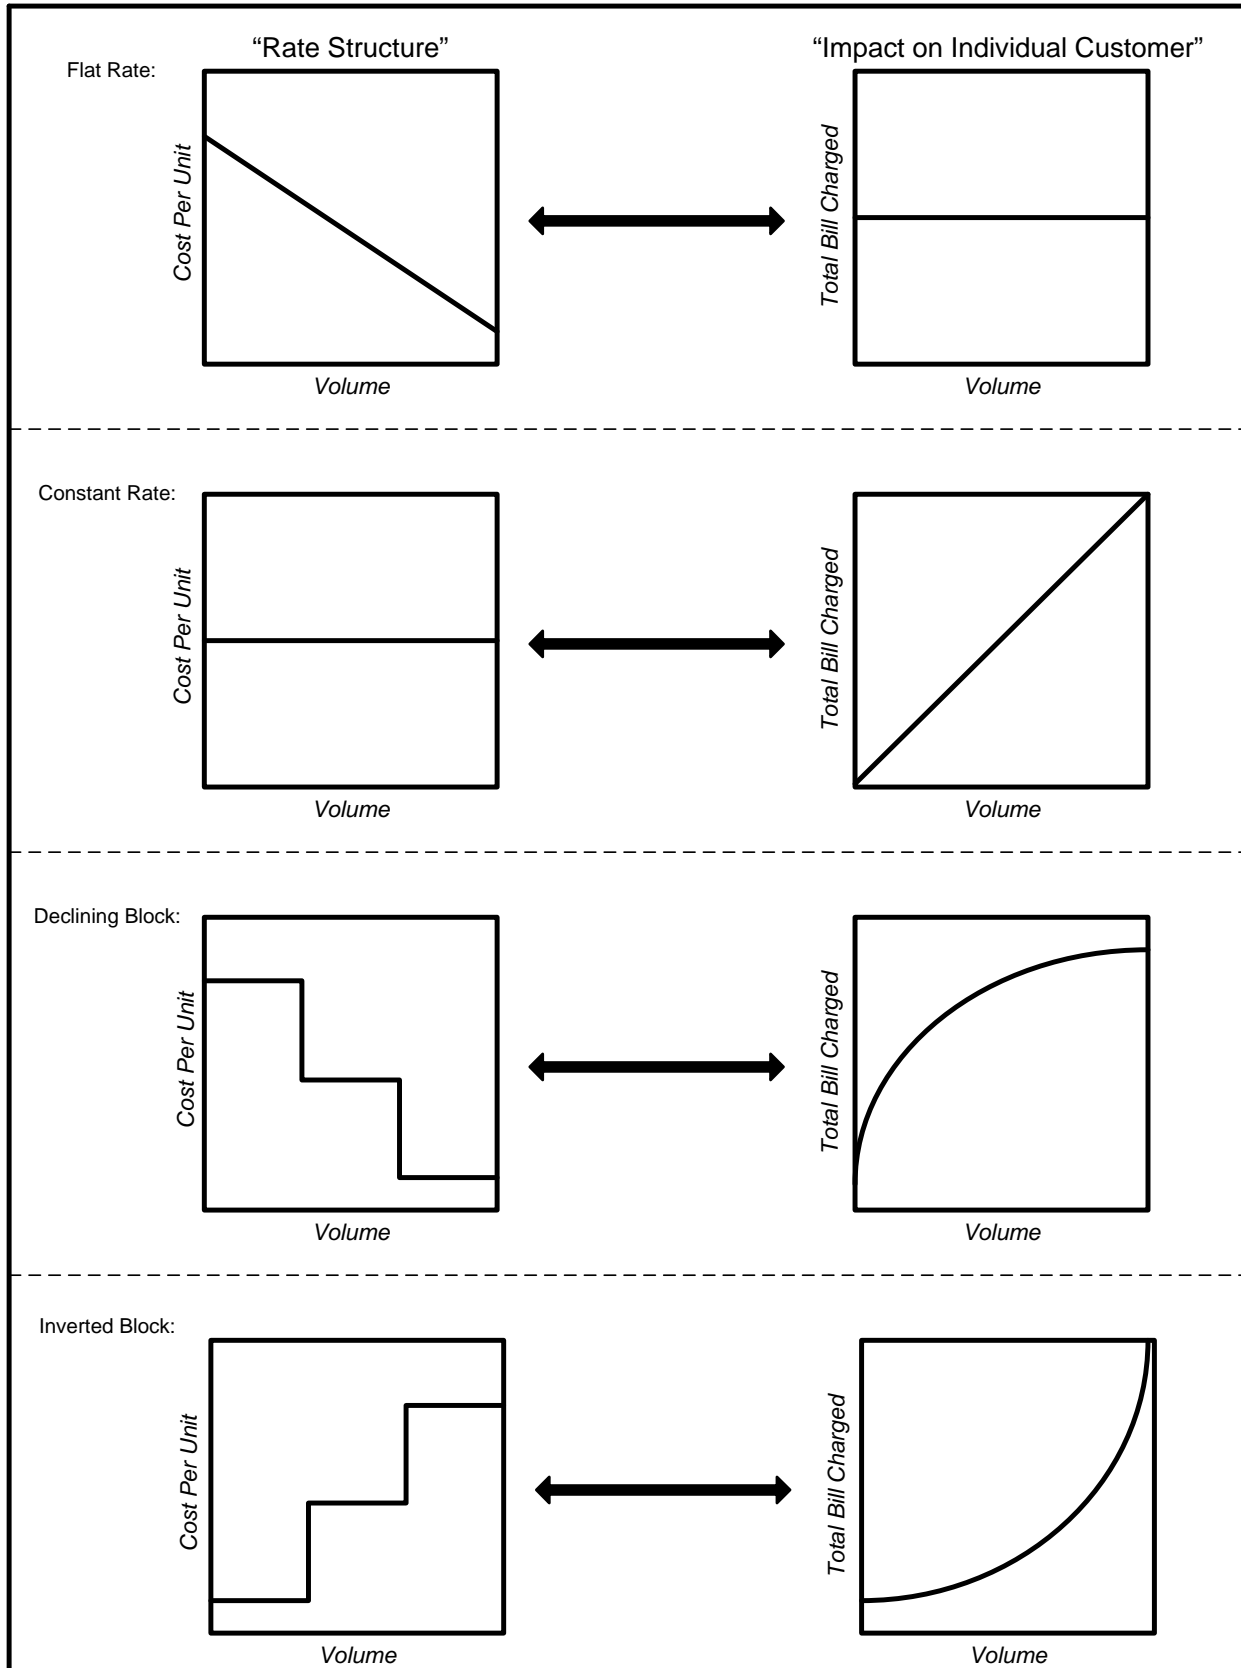 “Rate Structure”
“Impact on Individual Customer”
Flat Rate:
Cost Per Unit
Volume
Total Bill Charged
Volume
Constant Rate:
Cost Per Unit
Volume
Total Bill Charged
Volume
Declining Block:
Cost Per Unit
Volume
Total Bill Charged
Volume
Inverted Block:
Cost Per Unit
Volume
Total Bill Charged
Volume